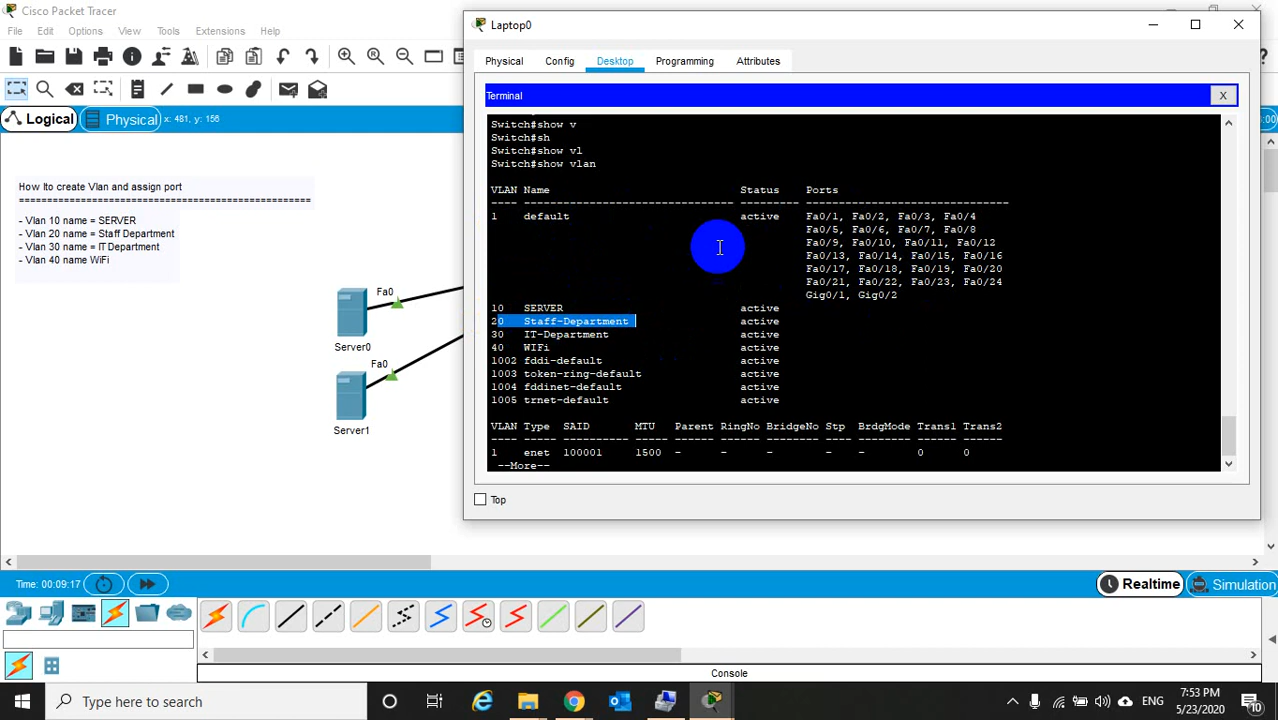 Cisco Packet Tracer
File Edit Options View Tools Extensions Help
Logical Physical x: 481, y: 156
How Ito create Vlan and assign port
==================================================
- Vlan 10 name = SERVER
- Vlan 20 name = Staff Department
- Vlan 30 name = IT Department
- Vlan 40 name WiFi
Fa0
Server0
Fa0
Server1
Laptop0
Physical Config Desktop Programming Attributes
Terminal X
Switch#show v
Switch#sh
Switch#show vl
Switch#show vlan
VLAN Name Status Ports
---- -------------------------------- --------- -------------------------------
1 default active Fa0/1, Fa0/2, Fa0/3, Fa0/4
Fa0/5, Fa0/6, Fa0/7, Fa0/8
Fa0/9, Fa0/10, Fa0/11, Fa0/12
Fa0/13, Fa0/14, Fa0/15, Fa0/16
Fa0/17, Fa0/18, Fa0/19, Fa0/20
Fa0/21, Fa0/22, Fa0/23, Fa0/24
Gig0/1, Gig0/2
10 SERVER active
20 Staff-Department active
30 IT-Department active
40 WIFi active
1002 fddi-default active
1003 token-ring-default active
1004 fddinet-default active
1005 trnet-default active
VLAN Type SAID MTU Parent RingNo BridgeNo Stp BrdgMode Trans1 Trans2
---- ----- ---------- ----- ------ ------ -------- ---- -------- ------ ------
1 enet 100001 1500 - - - - - 0 0
--More--
Top
Time: 00:09:17 Realtime Simulation
Console
Type here to search
ENG
7:53 PM
5/23/2020
10